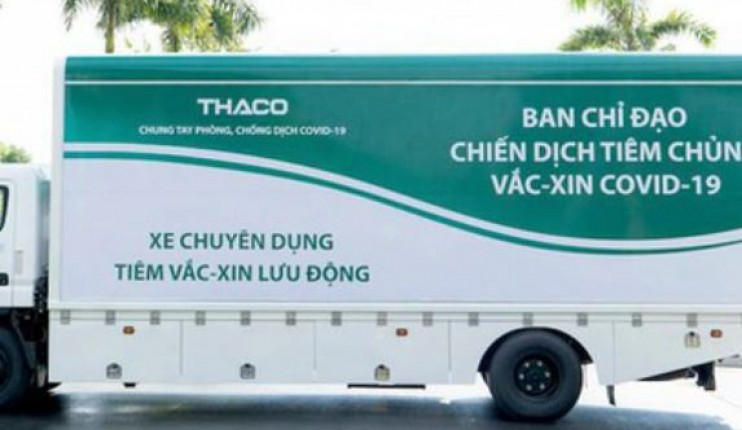 THACO
CHUNG TAY PHÒNG, CHỐNG DỊCH COVID-19
BAN CHỈ ĐẠO
CHIẾN DỊCH TIÊM CHỦN
VẮC-XIN COVID-19
XE CHUYÊN DỤNG
TIÊM VẮC-XIN LƯU ĐỘNG